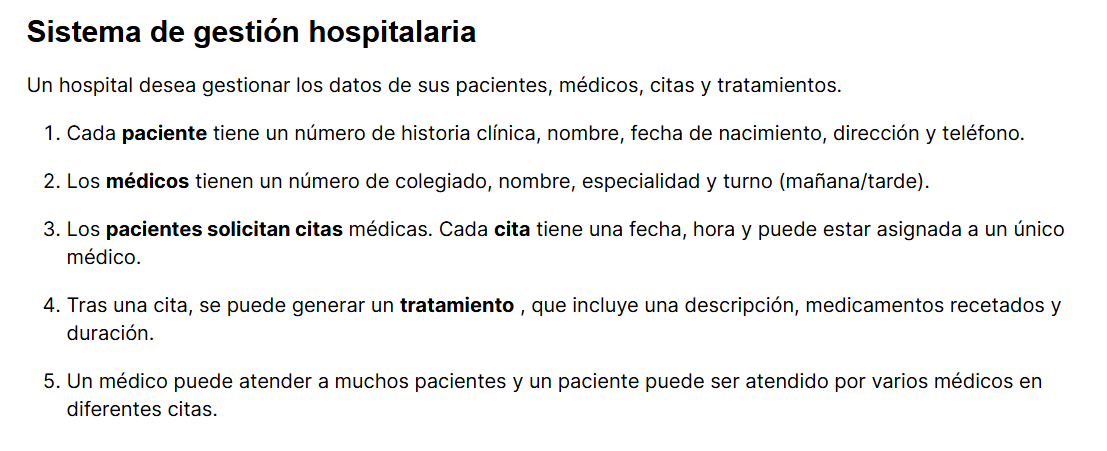 Sistema de gestión hospitalaria
Un hospital desea gestionar los datos de sus pacientes, médicos, citas y tratamientos.
1. Cada paciente tiene un número de historia clínica, nombre, fecha de nacimiento, dirección y teléfono.
2. Los médicos tienen un número de colegiado, nombre, especialidad y turno (mañana/tarde).
3. Los pacientes solicitan citas médicas. Cada cita tiene una fecha, hora y puede estar asignada a un único
médico.
4. Tras una cita, se puede generar un tratamiento , que incluye una descripción, medicamentos recetados y
duración.
5. Un médico puede atender a muchos pacientes y un paciente puede ser atendido por varios médicos en
diferentes citas.